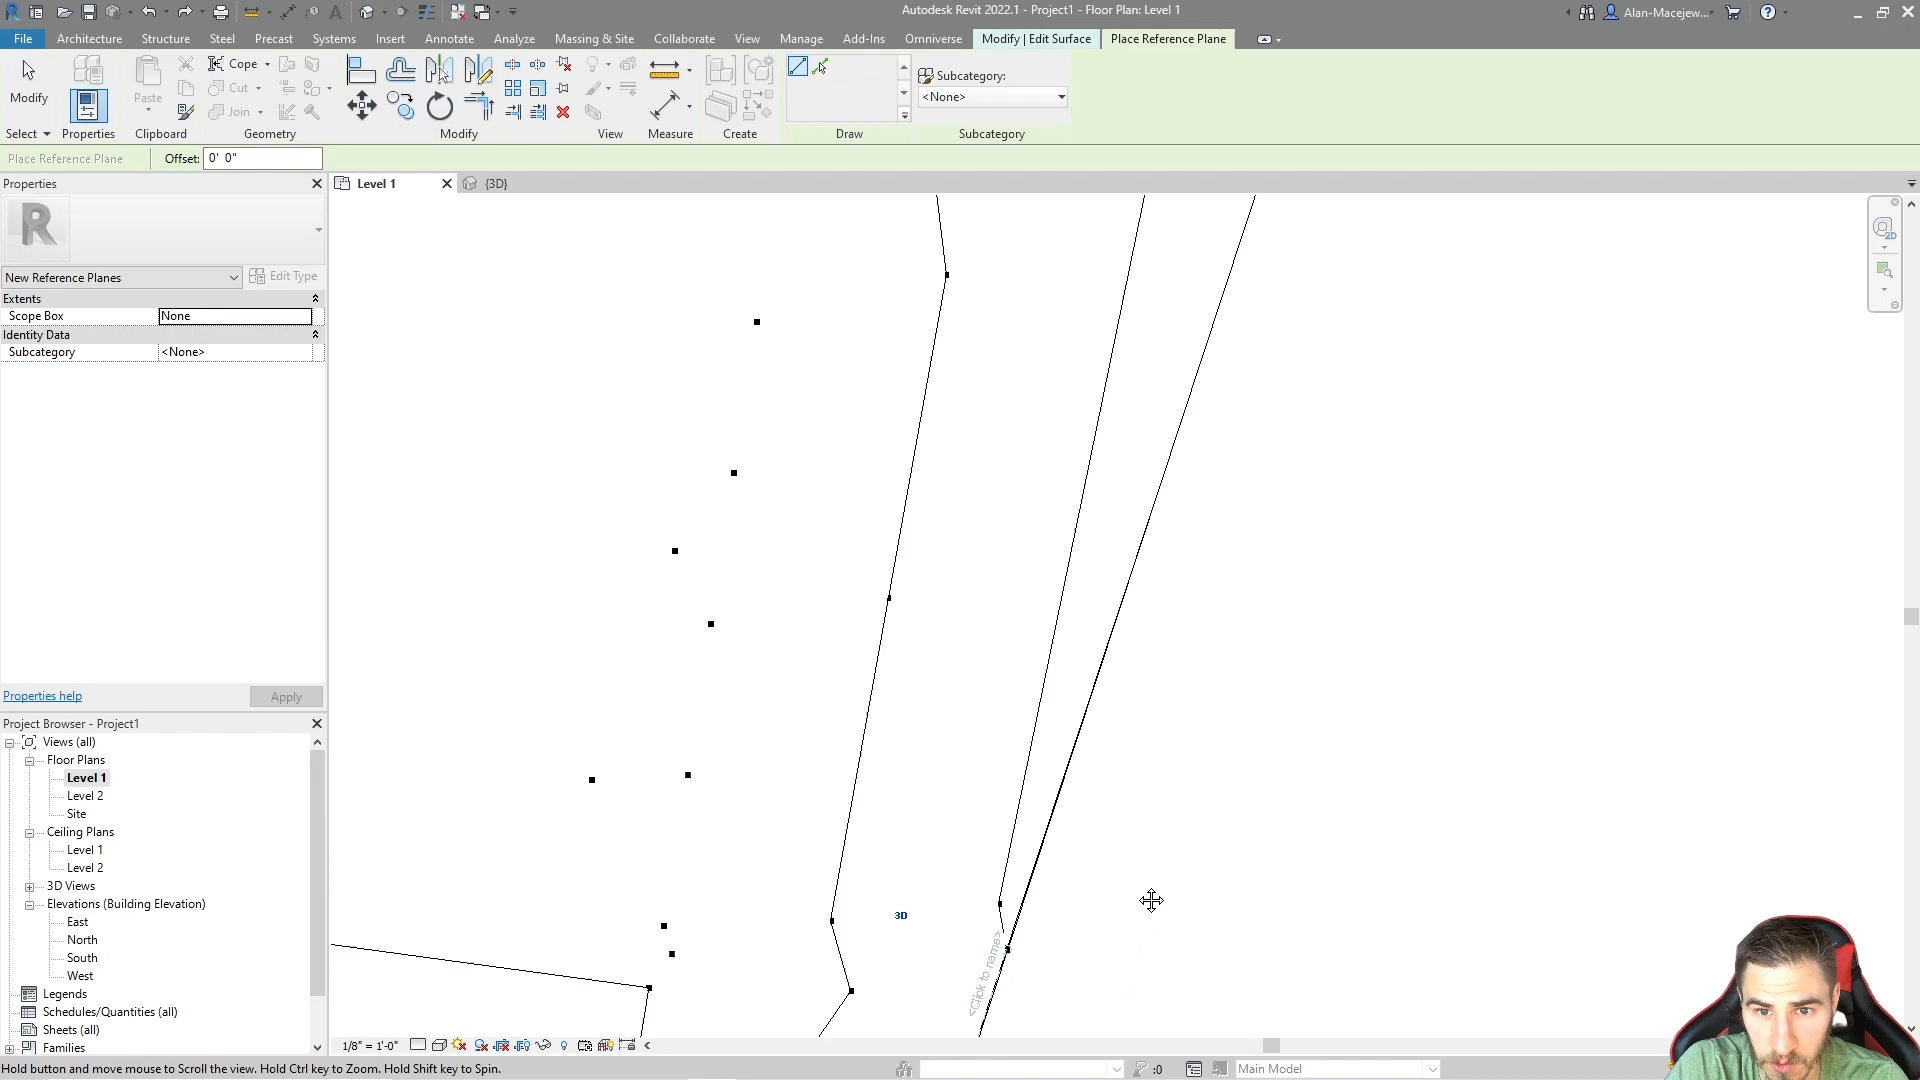 Autodesk Revit 2022.1 - Project1 - Floor Plan: Level 1
Alan-Macejew...
File Architecture Structure Steel Precast Systems Insert Annotate Analyze Massing & Site Collaborate View Manage Add-Ins Omniverse Modify | Edit Surface Place Reference Plane
Modify
Paste
Cope
Cut
Join
Subcategory:
<None>
Select Properties Clipboard Geometry Modify View Measure Create Draw Subcategory
Place Reference Plane Offset: 0' 0"
Properties
Level 1
{3D}
R
New Reference Planes
Edit Type
Extents
Scope Box None
Identity Data
Subcategory <None>
Properties help
Apply
Project Browser - Project1
Views (all)
Floor Plans
Level 1
Level 2
Site
Ceiling Plans
Level 1
Level 2
3D Views
Elevations (Building Elevation)
East
North
South
West
Legends
Schedules/Quantities (all)
Sheets (all)
Families
2D
3D
<Click to name>
1/8" = 1'-0"
Hold button and move mouse to Scroll the view. Hold Ctrl key to Zoom. Hold Shift key to Spin.
:0
Main Model